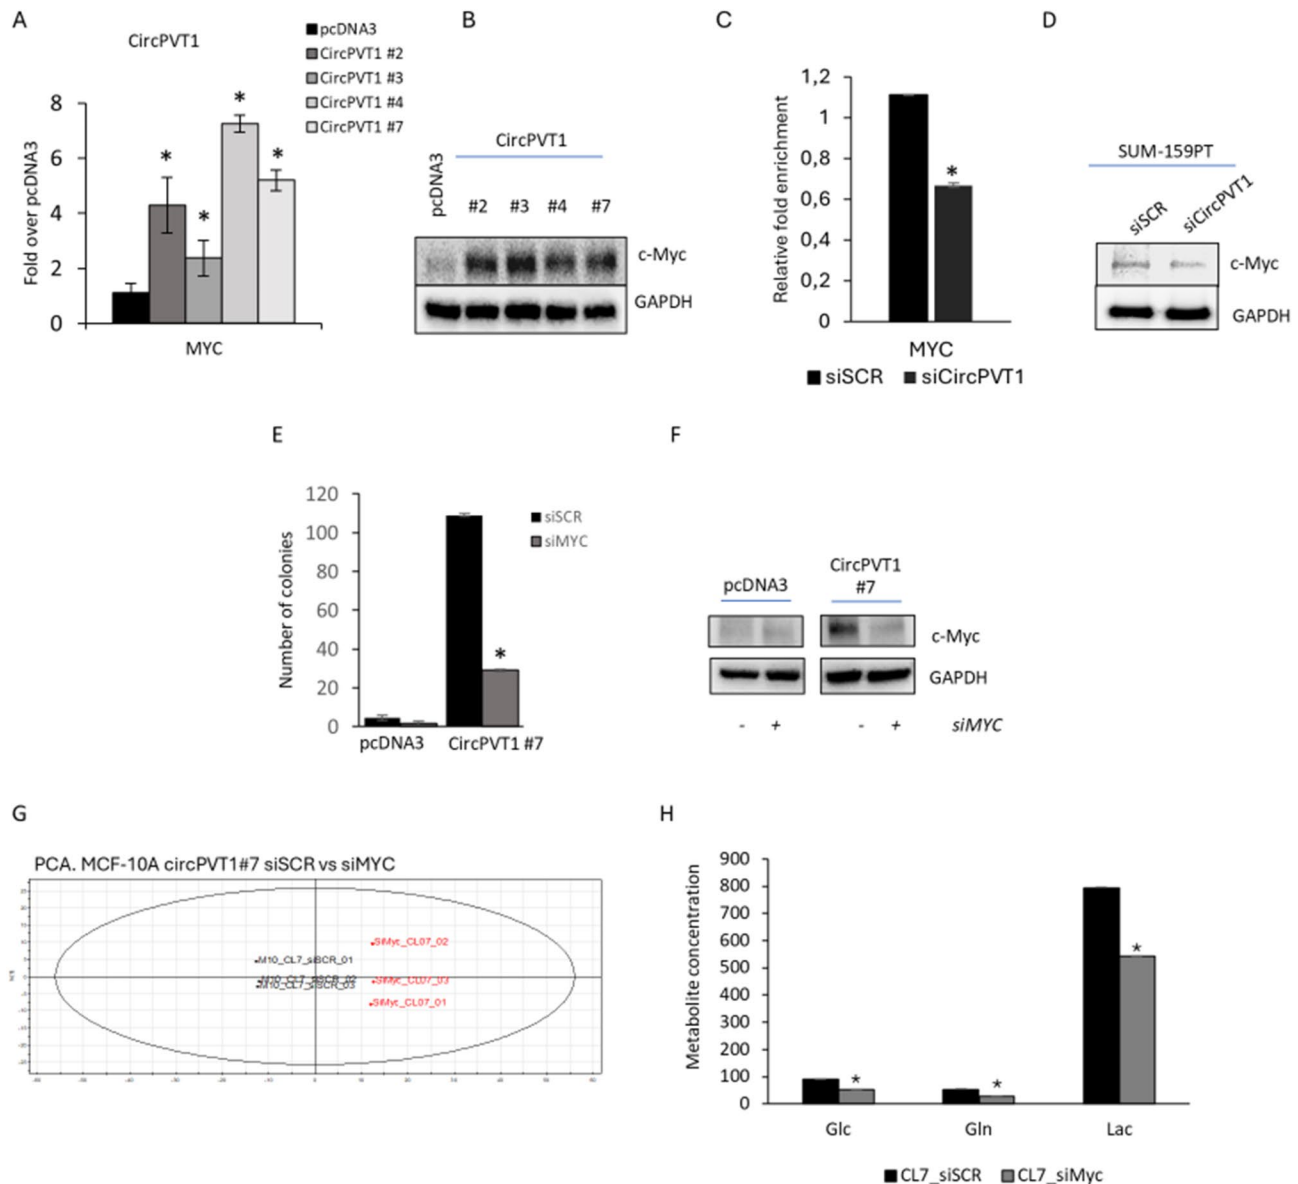 A
CircPVT1
pcDNA3
CircPVT1 #2
CircPVT1 #3
CircPVT1 #4
CircPVT1 #7
Fold over pcDNA3
8
6
4
2
0
*
*
*
*
MYC
B
CircPVT1
pcDNA3
#2 #3 #4 #7
c-Myc
GAPDH
C
Relative fold enrichment
1,2
1
0,8
0,6
0,4
0,2
0
*
MYC
siSCR siCircPVT1
D
SUM-159PT
siSCR siCircPVT1
c-Myc
GAPDH
E
Number of colonies
120
100
80
60
40
20
0
siSCR
siMYC
*
pcDNA3 CircPVT1 #7
F
pcDNA3
CircPVT1
#7
c-Myc
GAPDH
- + - + siMYC
G
PCA. MCF-10A circPVT1#7 siSCR vs siMYC
SiMyc_CL07_02
M10_CL7_siSCR_01
M10_CL7_siSCR_02
M10_CL7_siSCR_03
SiMyc_CL07_03
SiMyc_CL07_01
H
Metabolite concentration
900
800
700
600
500
400
300
200
100
0
*
*
*
Glc Gln Lac
CL7_siSCR CL7_siMyc